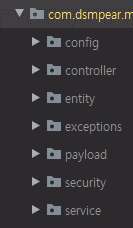 com.dsmpear.m
config
controller
entity
exceptions
payload
security
service